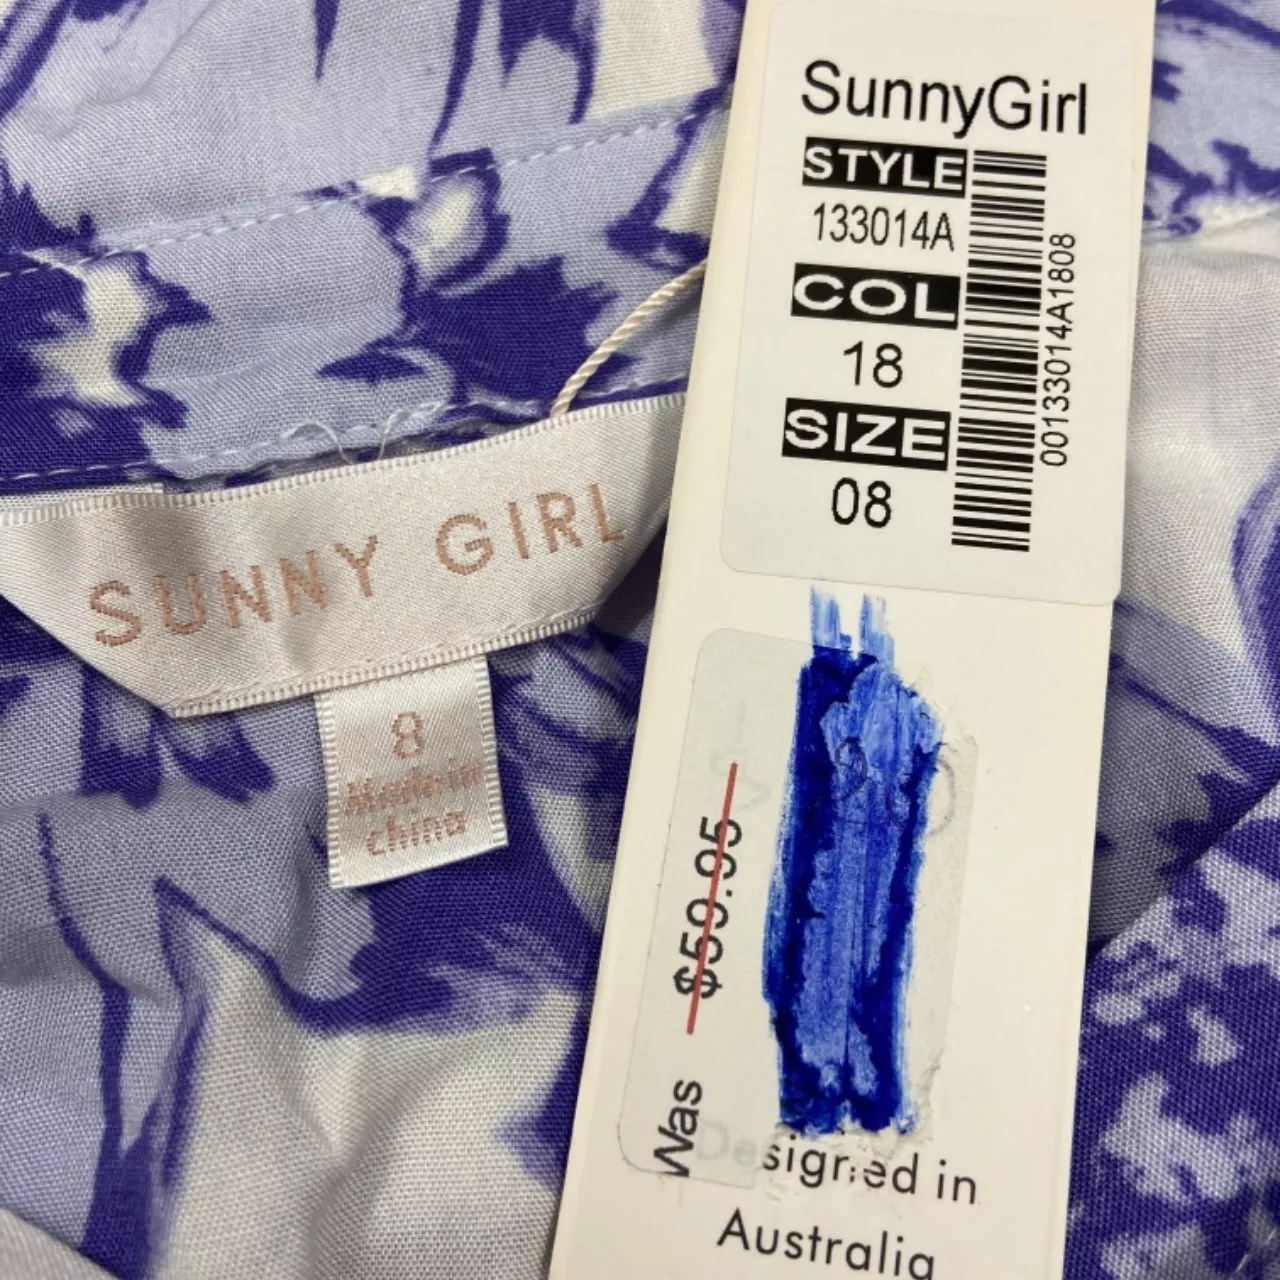 SUNNY GIRL
8
Made in
china
SunnyGirl
STYLE
133014A
COL
18
SIZE
08
00133014A1808
Was $59.95
Designed in
Australia